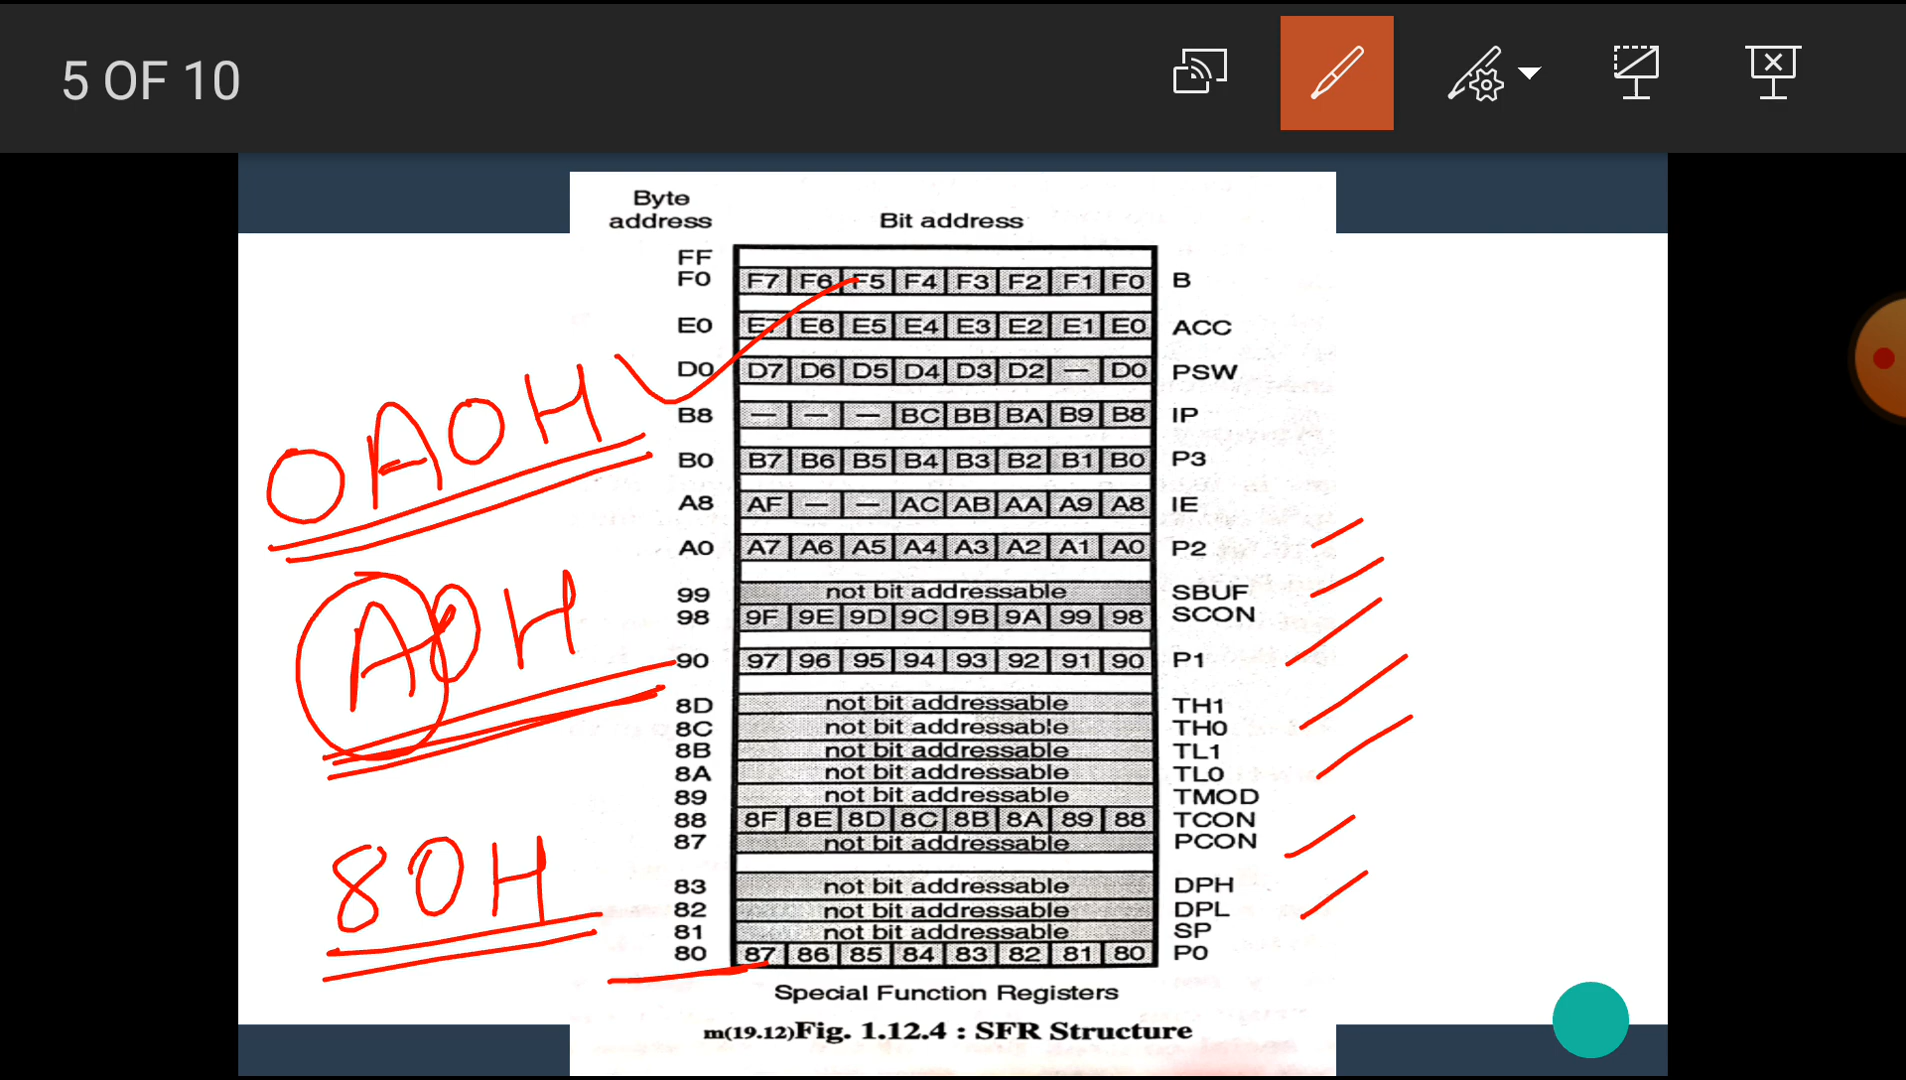 5 OF 10
Byte address Bit address
FF
F0 F7 F6 F5 F4 F3 F2 F1 F0 B
E0 E7 E6 E5 E4 E3 E2 E1 E0 ACC
D0 D7 D6 D5 D4 D3 D2 — D0 PSW
B8 — — — BC BB BA B9 B8 IP
0A0H
B0 B7 B6 B5 B4 B3 B2 B1 B0 P3
A8 AF — — AC AB AA A9 A8 IE
A0 A7 A6 A5 A4 A3 A2 A1 A0 P2
99 not bit addressable SBUF
98 9F 9E 9D 9C 9B 9A 99 98 SCON
A0H
90 97 96 95 94 93 92 91 90 P1
8D not bit addressable TH1
8C not bit addressable TH0
8B not bit addressable TL1
8A not bit addressable TL0
89 not bit addressable TMOD
88 8F 8E 8D 8C 8B 8A 89 88 TCON
87 not bit addressable PCON
80H
83 not bit addressable DPH
82 not bit addressable DPL
81 not bit addressable SP
80 87 86 85 84 83 82 81 80 P0
Special Function Registers
m(19.12)Fig. 1.12.4 : SFR Structure